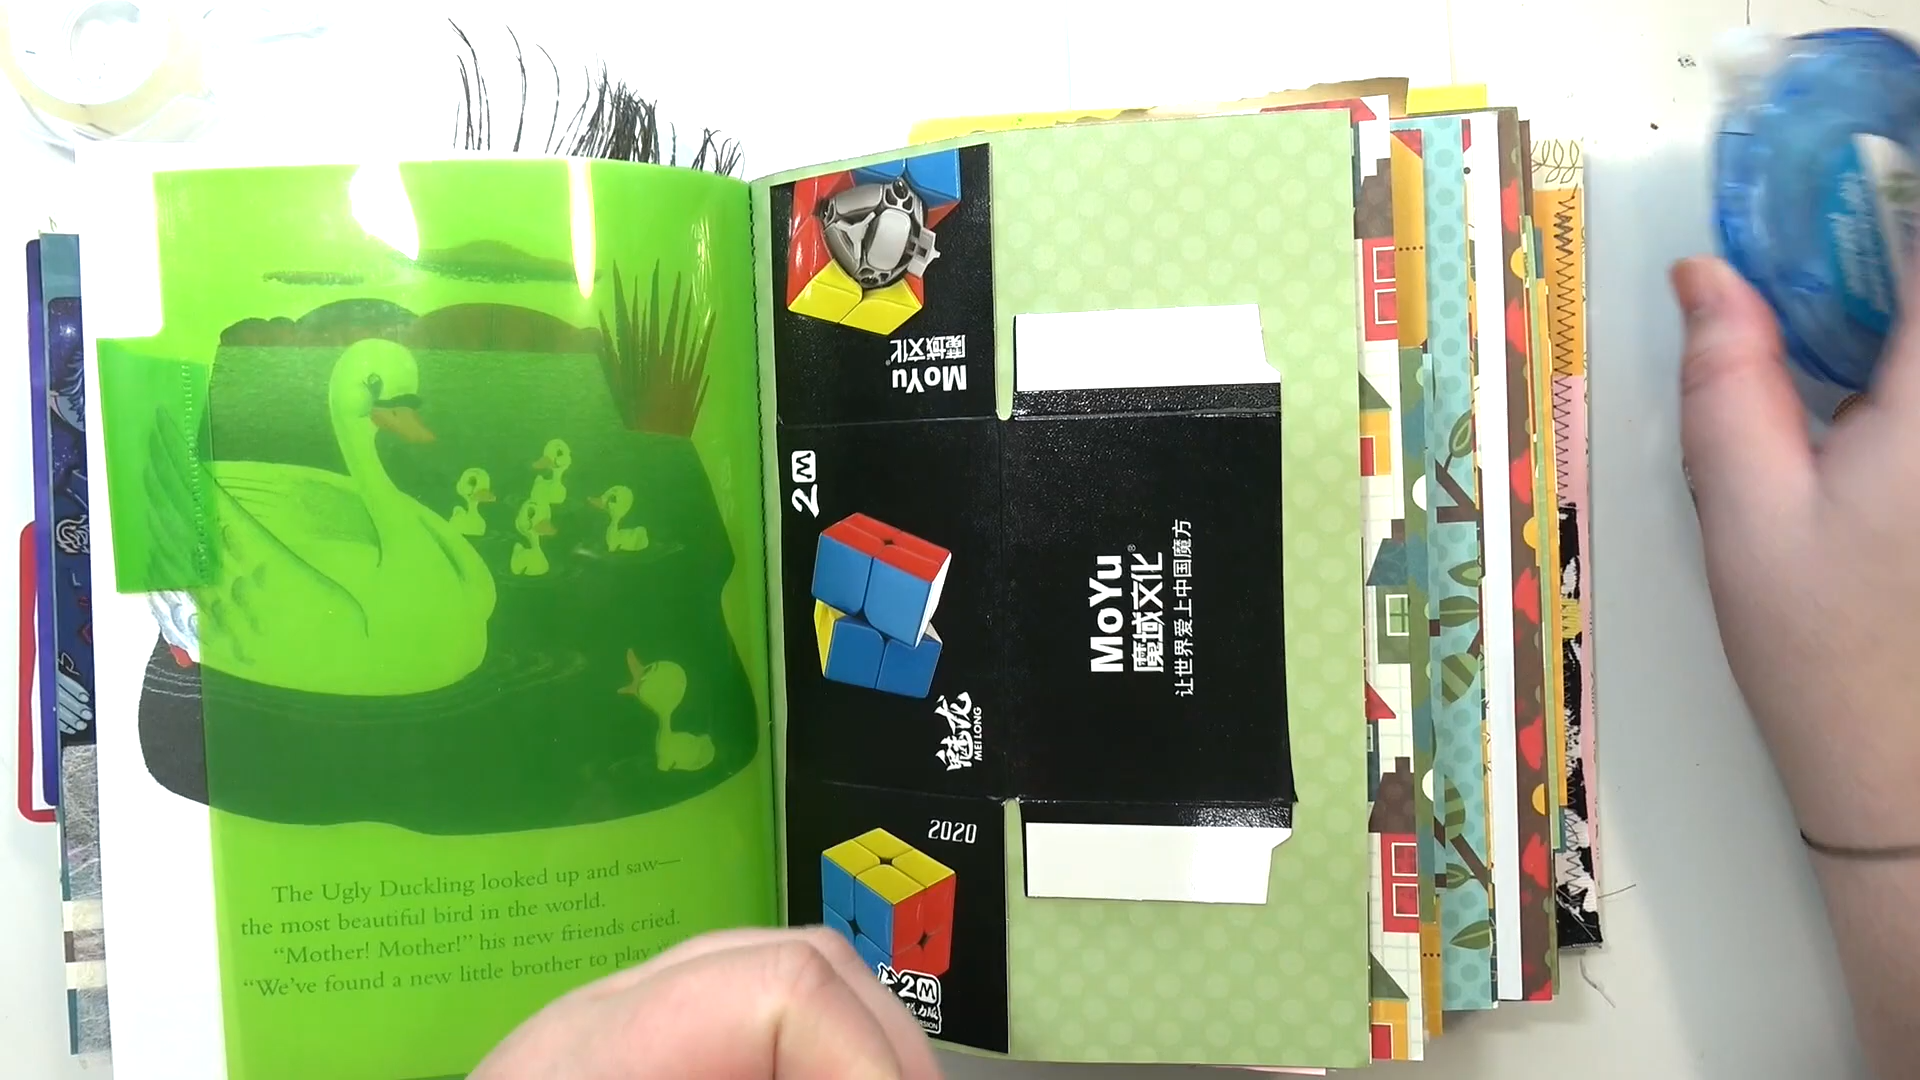 The Ugly Duckling looked up and saw—
the most beautiful bird in the world.
“Mother! Mother!” his new friends cried.
“We’ve found a new little brother to play
MoYu
魔域文化
2M
魅龙
MEI LONG
2020
2M
MoYu®
魔域文化
让世界爱上中国魔方